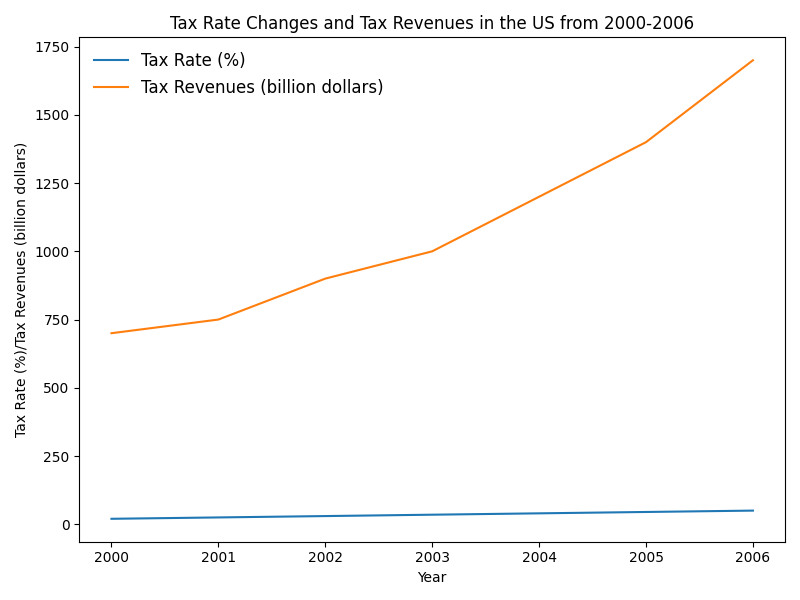 Tax Rate Changes and Tax Revenues in the US from 2000-2006
Tax Rate (%)
Tax Revenues (billion dollars)
Tax Rate (%)/Tax Revenues (billion dollars)
1750
1500
1250
1000
750
500
250
0
2000 2001 2002 2003 2004 2005 2006
Year